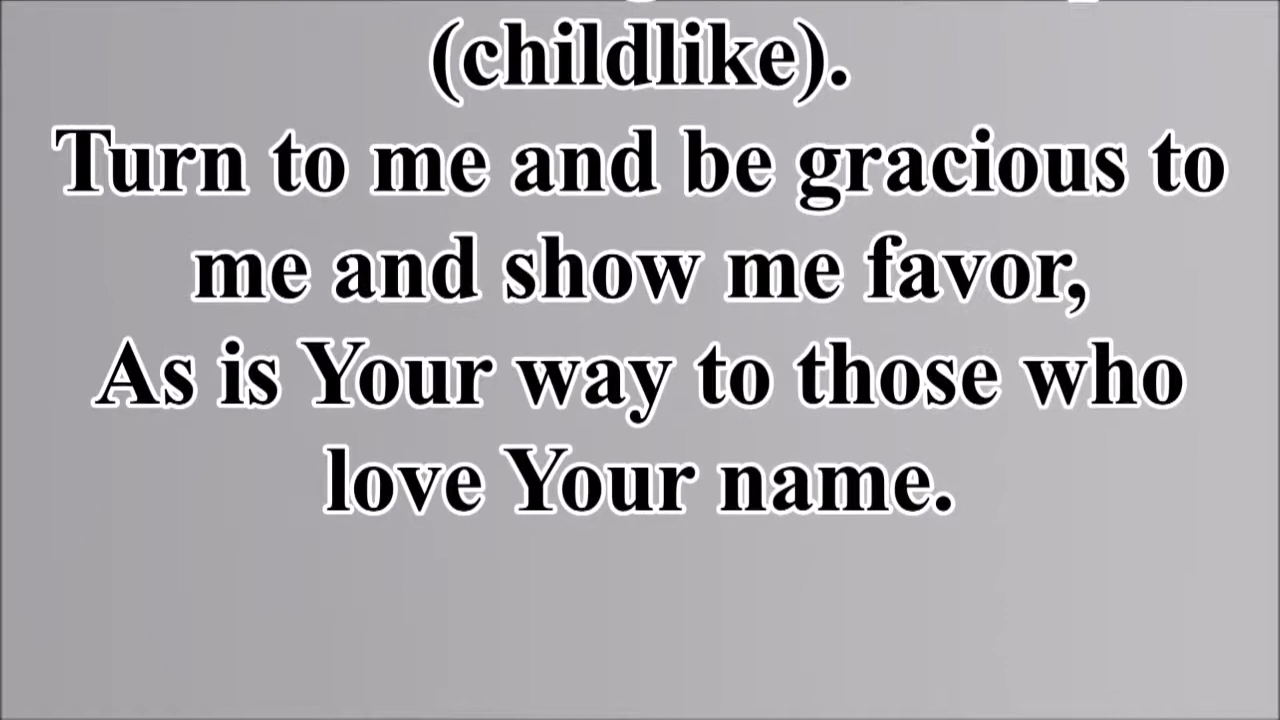 (childlike).
Turn to me and be gracious to
me and show me favor,
As is Your way to those who
love Your name.